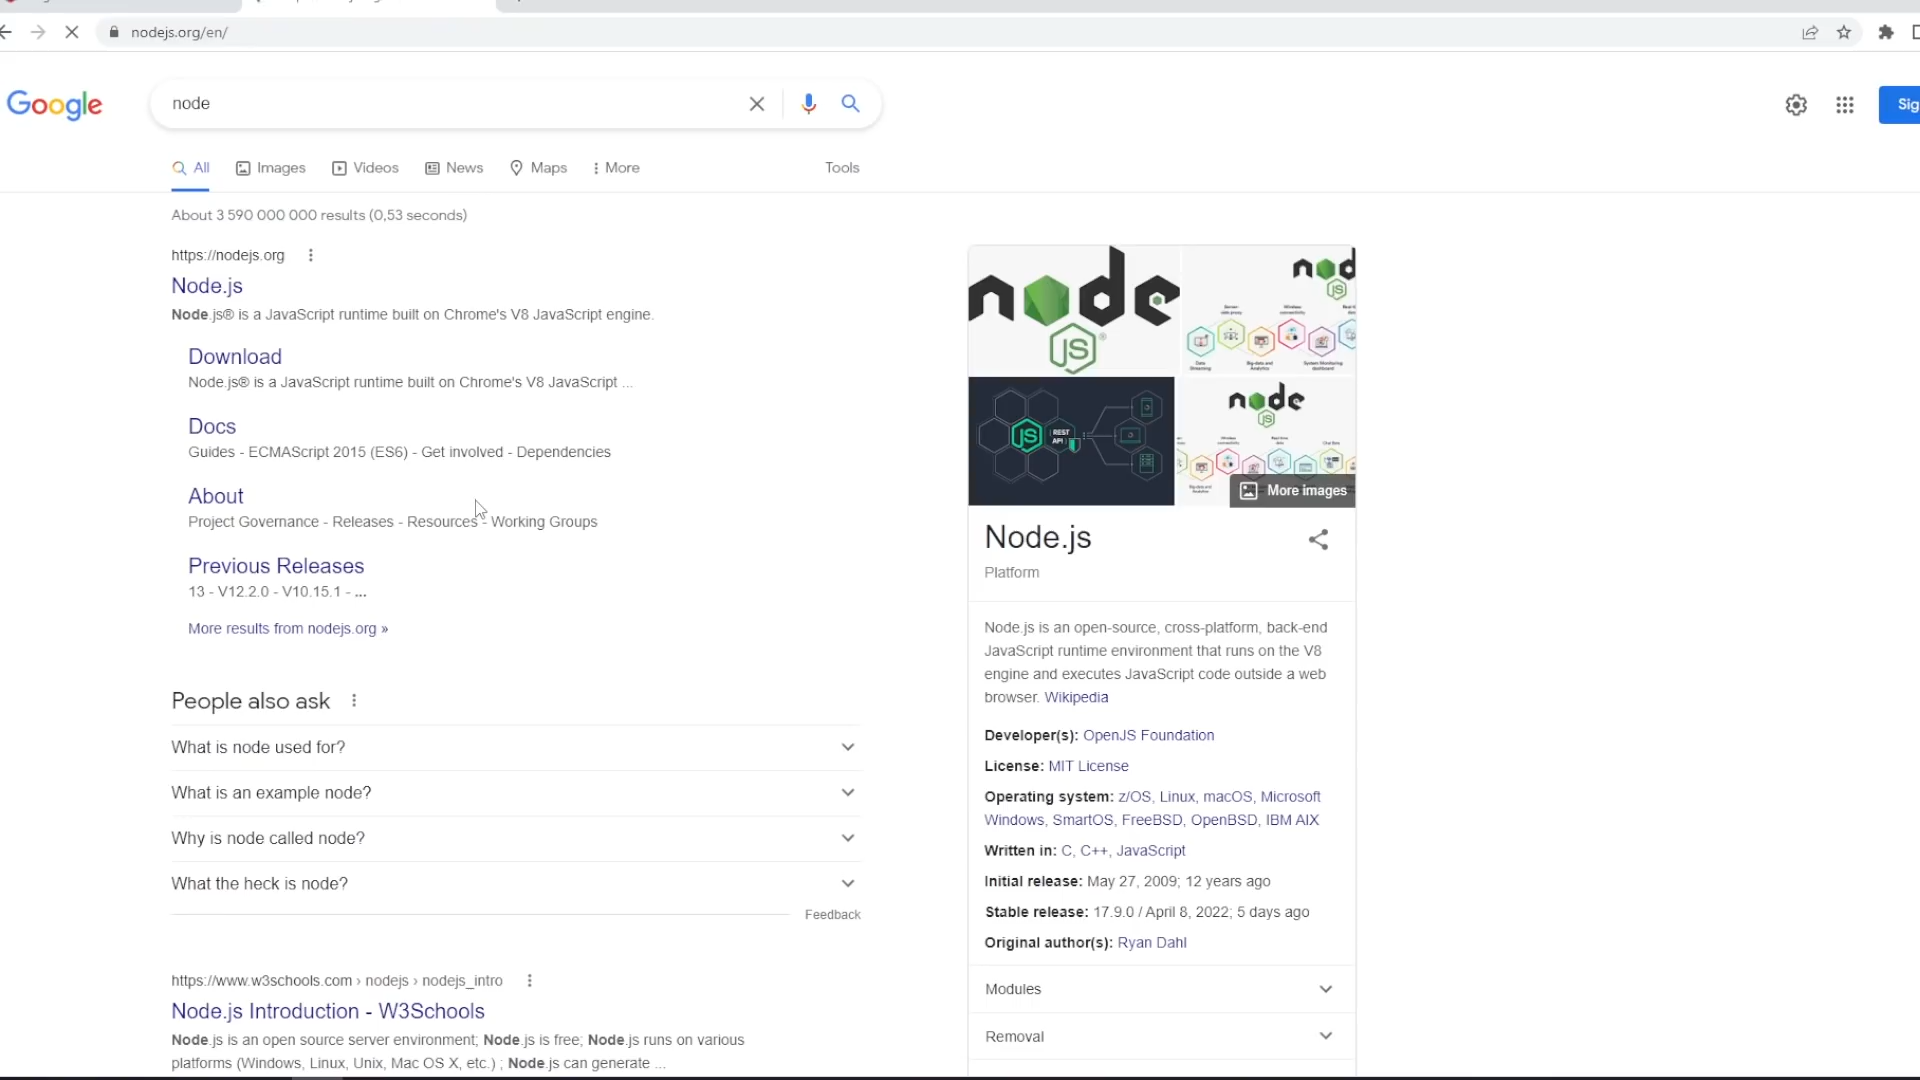 nodejs.org/en/
Google
node
Sig
All
Images
Videos
News
Maps
More
Tools
About 3 590 000 000 results (0,53 seconds)
https://nodejs.org
Node.js
Node.js® is a JavaScript runtime built on Chrome's V8 JavaScript engine.
Download
Node.js® is a JavaScript runtime built on Chrome's V8 JavaScript ...
Docs
Guides - ECMAScript 2015 (ES6) - Get involved - Dependencies
About
Project Governance - Releases - Resources - Working Groups
Previous Releases
13 - V12.2.0 - V10.15.1 - ...
More results from nodejs.org »
People also ask
What is node used for?
What is an example node?
Why is node called node?
What the heck is node?
Feedback
https://www.w3schools.com › nodejs › nodejs_intro
Node.js Introduction - W3Schools
Node.js is an open source server environment; Node.js is free; Node.js runs on various
platforms (Windows, Linux, Unix, Mac OS X, etc.) ; Node.js can generate ...
node
JS
node
JS
JS
REST
API
node
JS
More images
Node.js
Platform
Node.js is an open-source, cross-platform, back-end
JavaScript runtime environment that runs on the V8
engine and executes JavaScript code outside a web
browser. Wikipedia
Developer(s): OpenJS Foundation
License: MIT License
Operating system: z/OS, Linux, macOS, Microsoft
Windows, SmartOS, FreeBSD, OpenBSD, IBM AIX
Written in: C, C++, JavaScript
Initial release: May 27, 2009; 12 years ago
Stable release: 17.9.0 / April 8, 2022; 5 days ago
Original author(s): Ryan Dahl
Modules
Removal